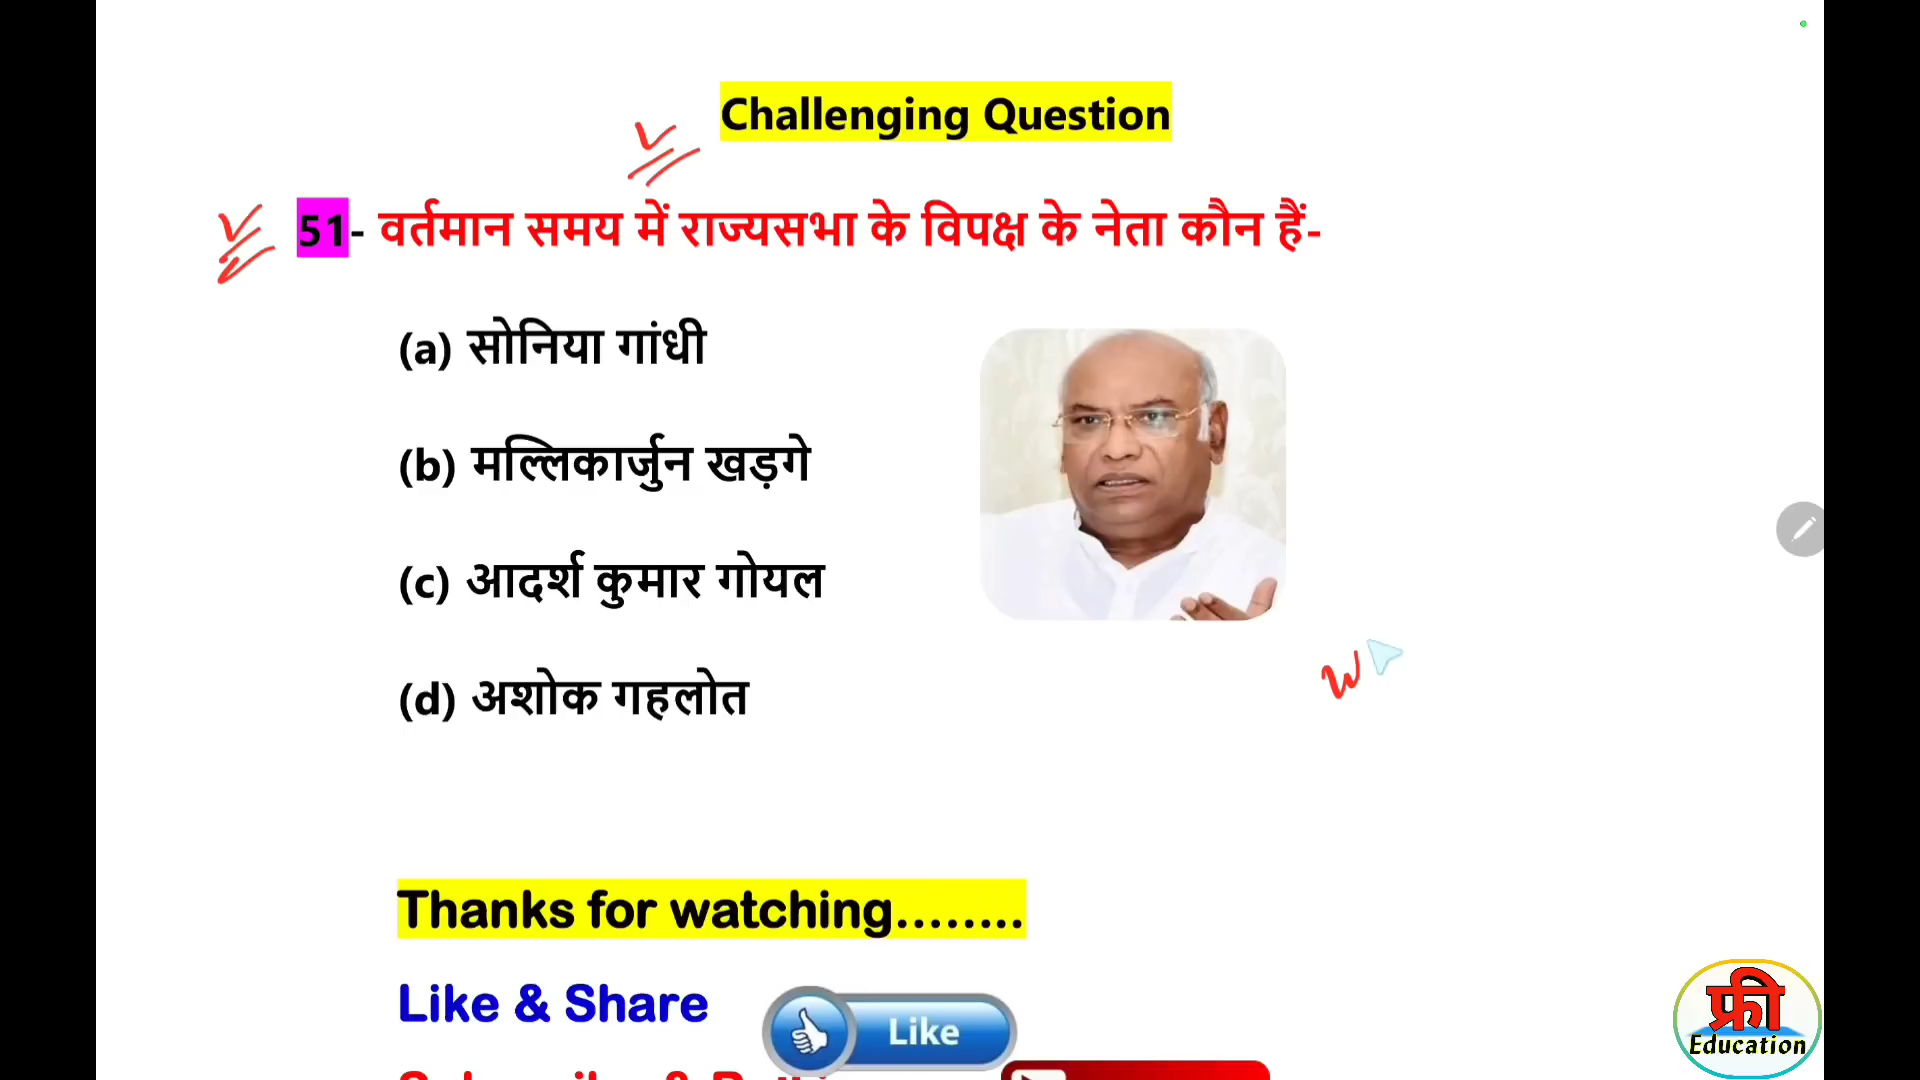 Challenging Question
51- वर्तमान समय में राज्यसभा के विपक्ष के नेता कौन हैं-
(a) सोनिया गांधी
(b) मल्लिकार्जुन खड़गे
(c) आदर्श कुमार गोयल
(d) अशोक गहलोत
w
Thanks for watching........
Like & Share
Like
फ्री
Education